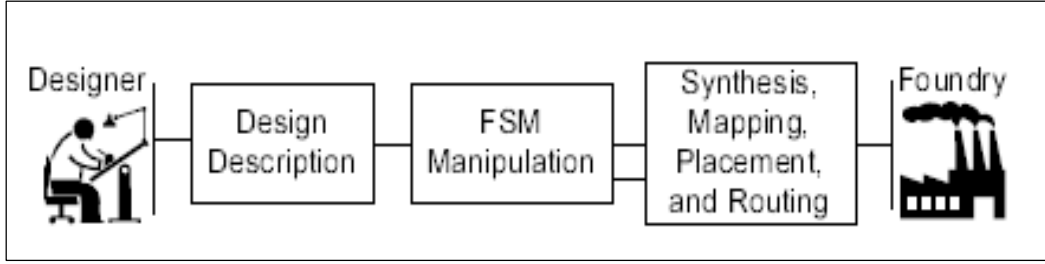 Designer
Design
Description
FSM
Manipulation
Synthesis,
Mapping,
Placement,
and Routing
Foundry